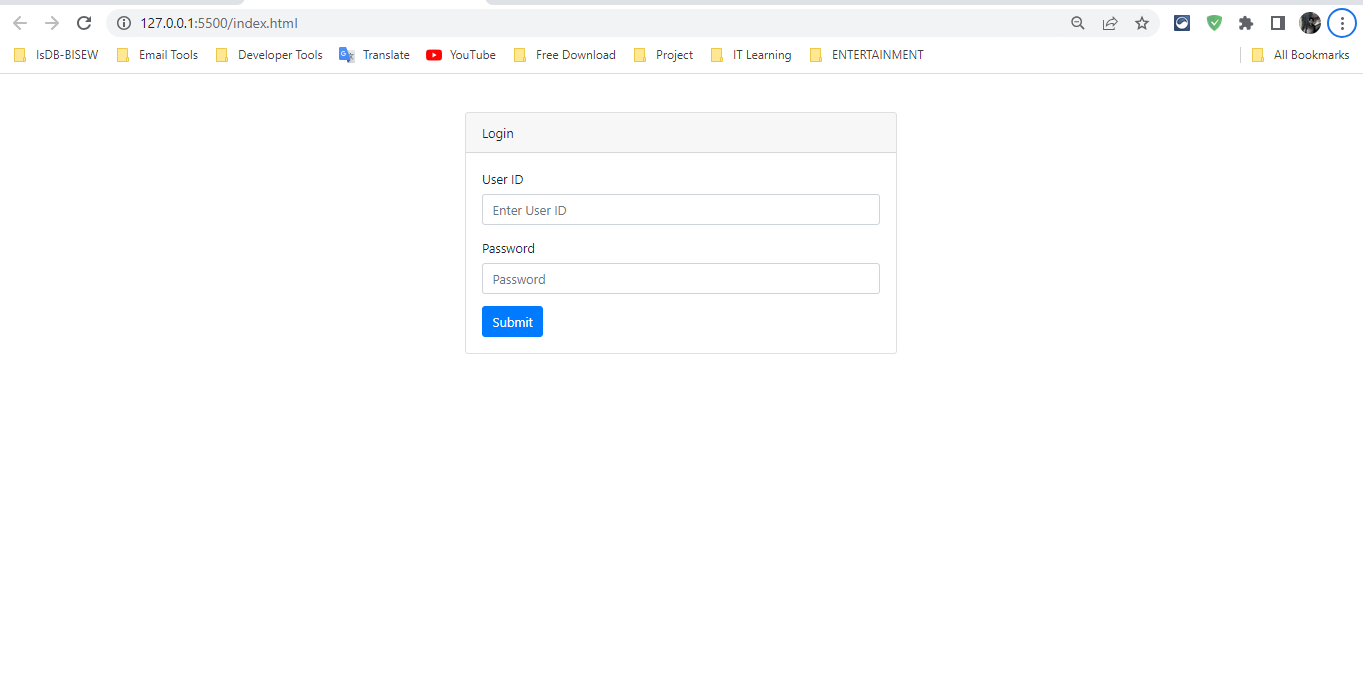 127.0.0.1:5500/index.html
IsDB-BISEW Email Tools Developer Tools Translate YouTube Free Download Project IT Learning ENTERTAINMENT All Bookmarks
Login
User ID
Enter User ID
Password
Password
Submit